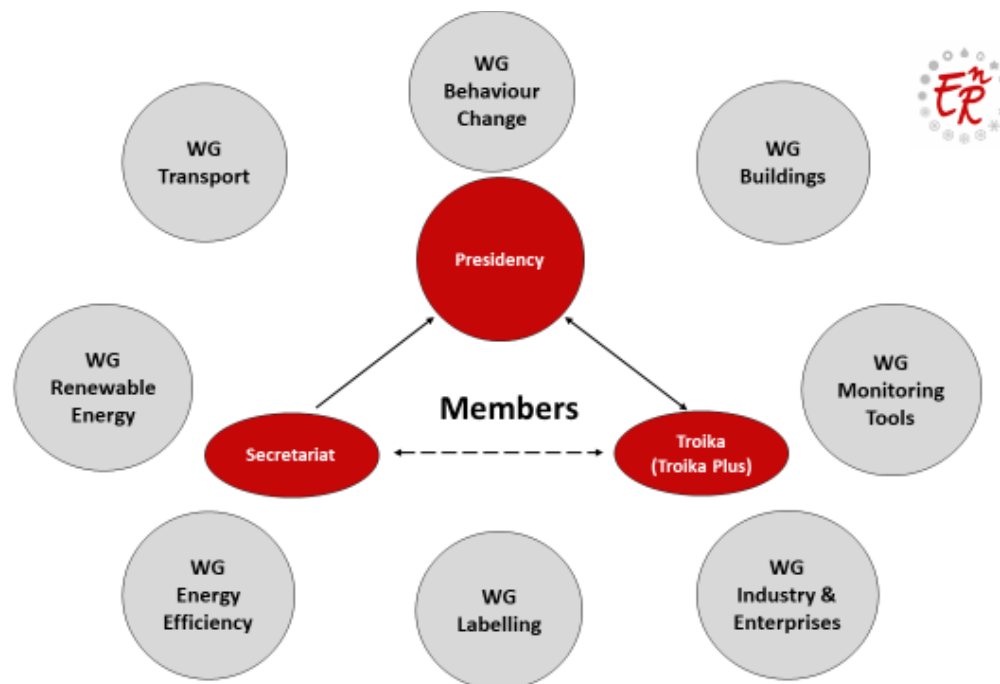 WG
Behaviour
Change
EnR
WG
Transport
WG
Buildings
Presidency
WG
Renewable
Energy
WG
Monitoring
Tools
Members
Secretariat
Troika
(Troika Plus)
WG
Energy
Efficiency
WG
Labelling
WG
Industry &
Enterprises